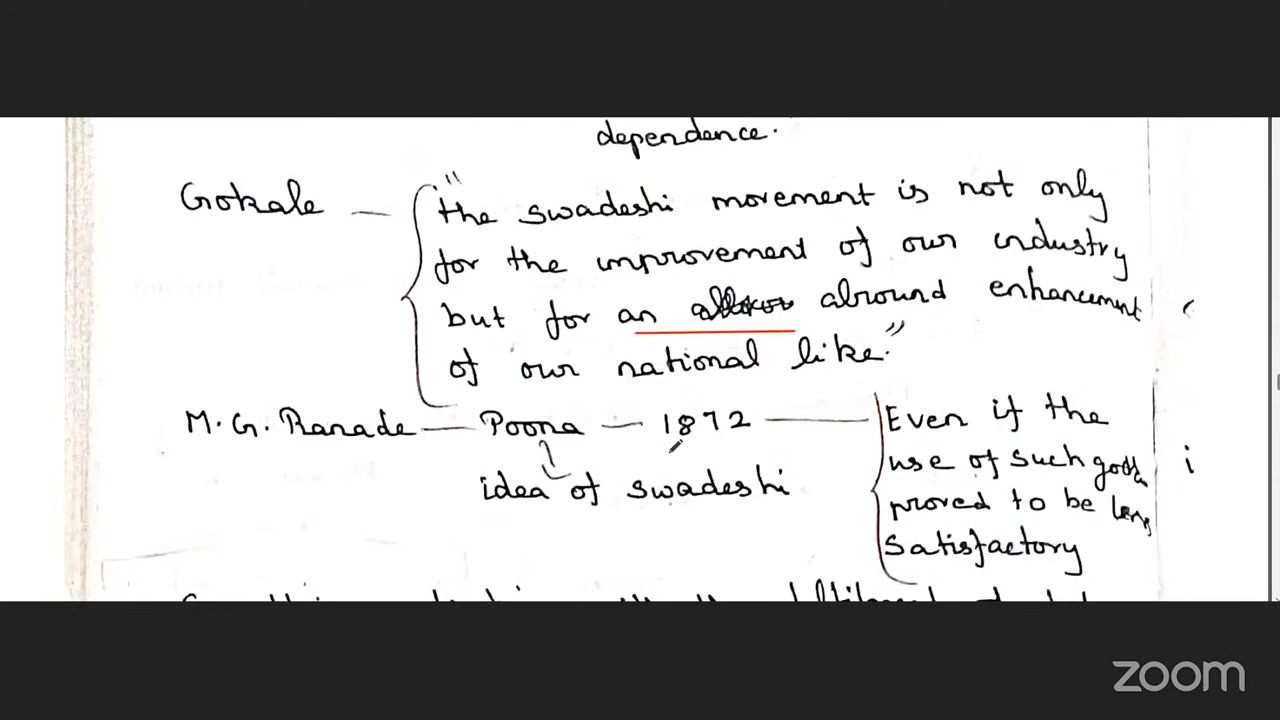 dependence.
Gokale — "the swadeshi movement is not only
for the improvement of our industry
but for an abround enhancement
of our national like."
M. G. Ranade — Poona — 1872 — Even if the
use of such goods
idea of swadeshi
proved to be less
satisfactory
zoom